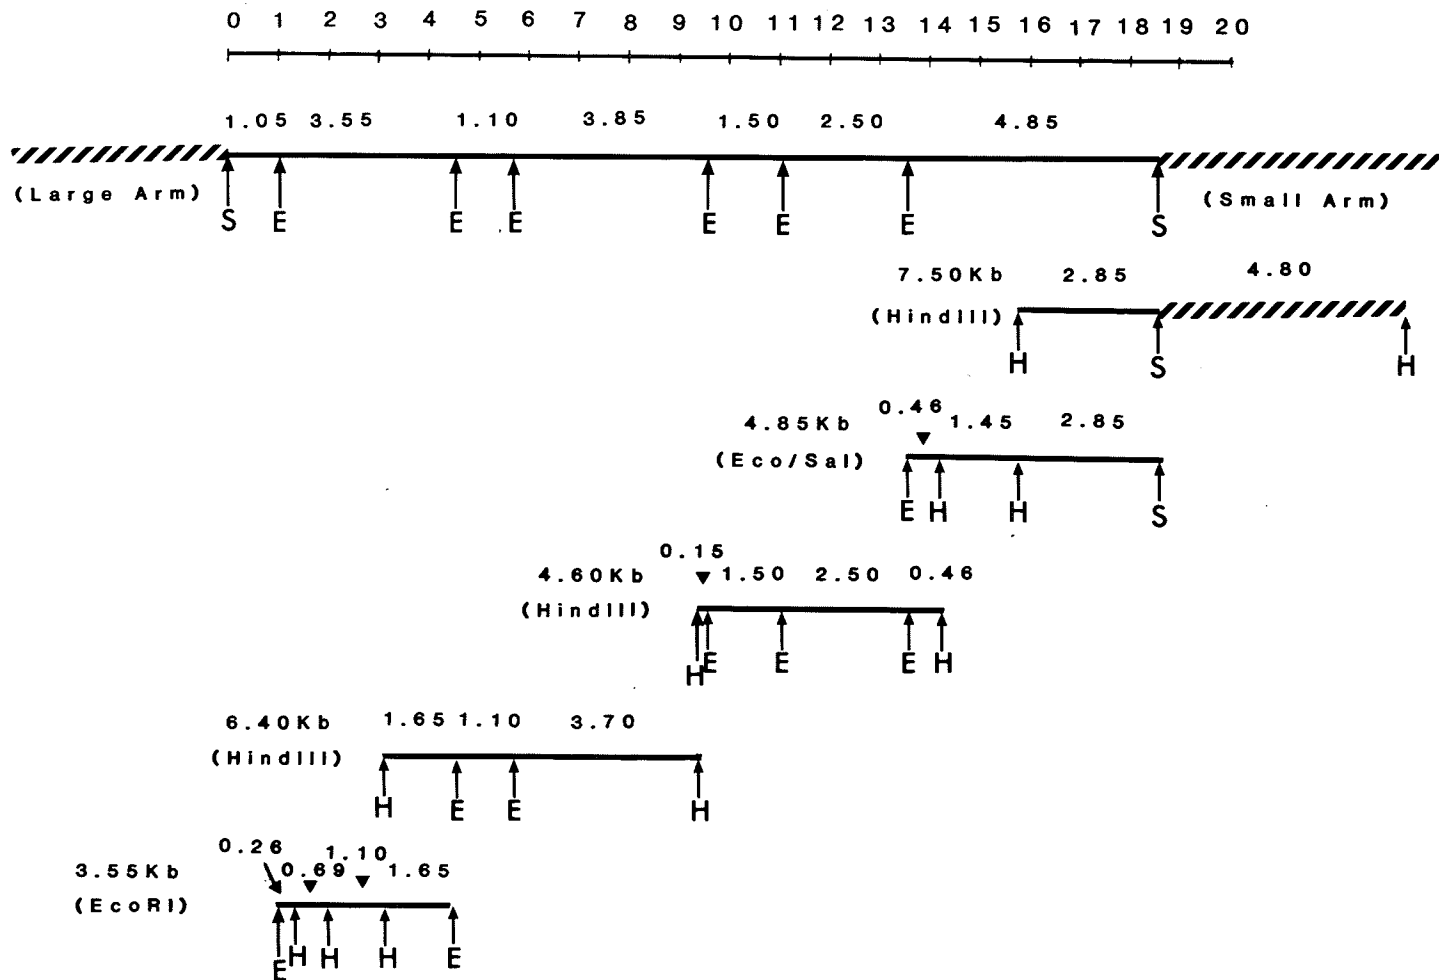 0 1 2 3 4 5 6 7 8 9 10 11 12 13 14 15 16 17 18 19 20
1.05 3.55 1.10 3.85 1.50 2.50 4.85
(Large Arm) (Small Arm)
S E E E E E E S
7.50Kb 2.85 4.80
(HindIII)
H S H
0.46
4.85Kb 1.45 2.85
(Eco/Sal)
E H H S
0.15
4.60Kb 1.50 2.50 0.46
(HindIII)
H E E E H
6.40Kb 1.65 1.10 3.70
(HindIII)
H E E H
0.26 1.10
3.55Kb 0.69 1.65
(EcoRI)
E H H H E